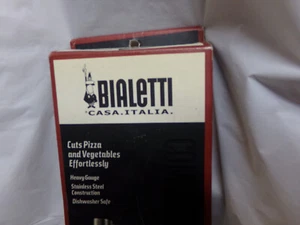 BIALETTI
CASA.ITALIA.
Cuts Pizza
and Vegetables
Effortlessly
Heavy Gauge
Stainless Steel
Construction
Dishwasher Safe